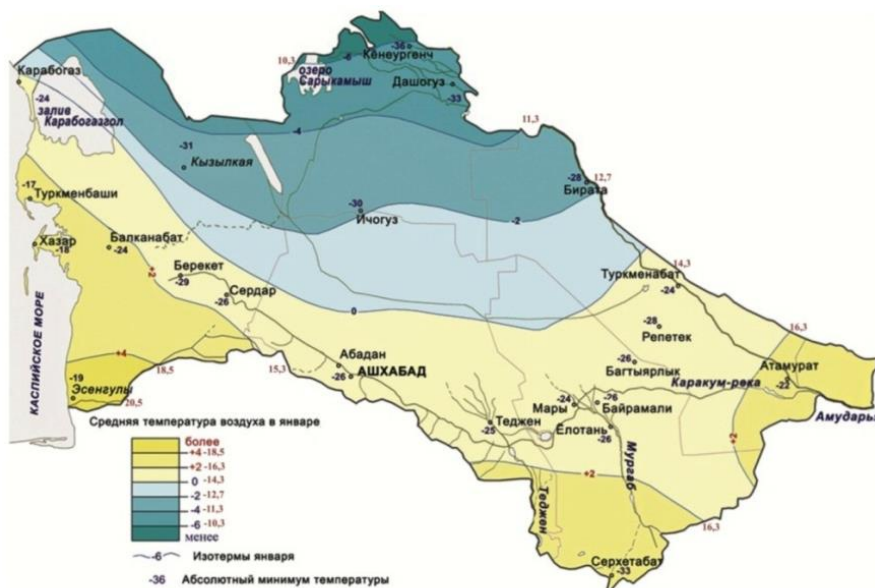 -36
Кёнеургенч
-6
10,3
озеро
Сарыкамыш
Дашогуз
-33
Карабогаз
-24
залив
Карабогазгол
-4
11,3
-31
Кызылкая
-28
12,7
Бирата
-17
Туркменбаши
-30
Ичогуз
-2
Хазар
-18
Балканабат
-24
+2
Берекет
-29
Сердар
-26
14,3
Туркменабат
-24
0
-28
Репетек
16,3
КАСПИЙСКОЕ МОРЕ
+4
18,5
15,3
Абадан
-26
АШХАБАД
-26
Багтыярлык
Атамурат
-22
Каракум-река
Амударья
-19
Эсенгулы
20,5
-24
Мары
-26
Байрамали
-25
Теджен
Ёлотань
-26
Мургаб
+2
+2
Теджен
16,3
Серхетабат
-33
Средняя температура воздуха в январе
более
+4 -18,5
+2 -16,3
0 -14,3
-2 -12,7
-4 -11,3
-6 -10,3
менее
-6 Изотермы января
-36 Абсолютный минимум температуры